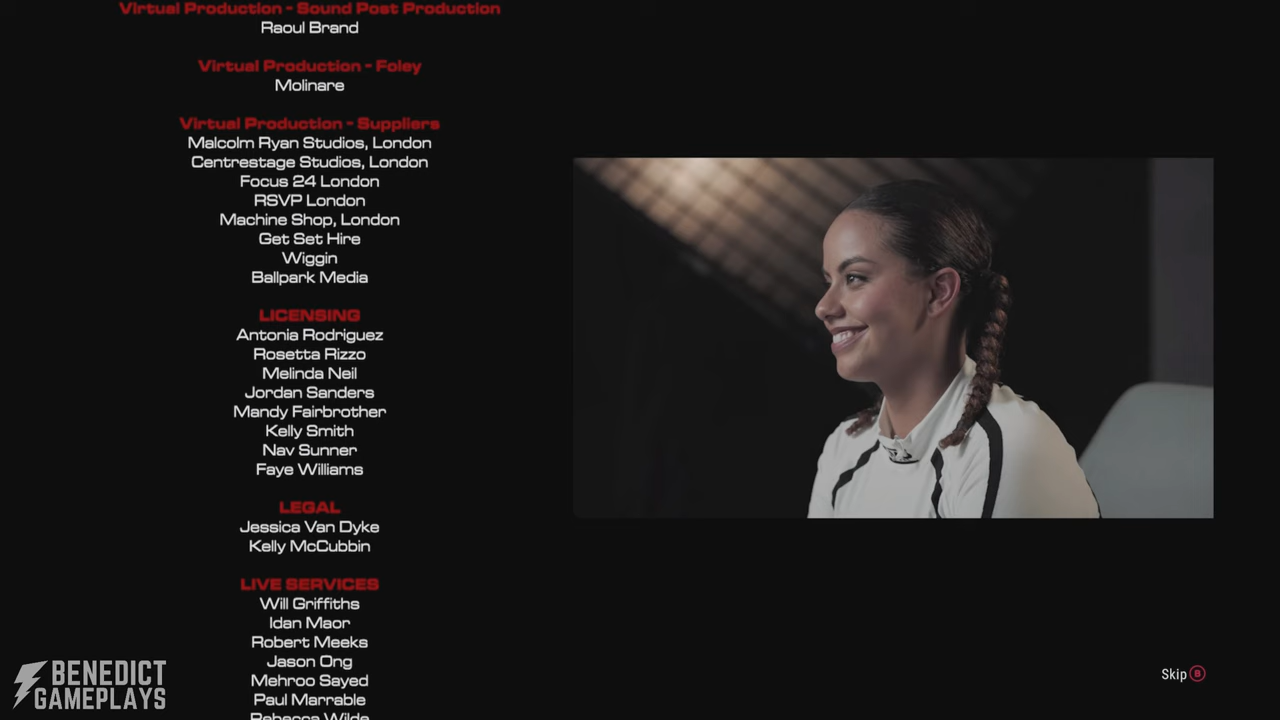 Virtual Production - Sound Post Production
Raoul Brand
Virtual Production - Foley
Molinare
Virtual Production - Suppliers
Malcolm Ryan Studios, London
Centrestage Studios, London
Focus 24 London
RSVP London
Machine Shop, London
Get Set Hire
Wiggin
Ballpark Media
LICENSING
Antonia Rodriguez
Rosetta Rizzo
Melinda Neil
Jordan Sanders
Mandy Fairbrother
Kelly Smith
Nav Sunner
Faye Williams
LEGAL
Jessica Van Dyke
Kelly McCubbin
LIVE SERVICES
Will Griffiths
Idan Maor
Robert Meeks
Jason Ong
Mehroo Sayed
Paul Marrable
Rebecca Wilde
Skip B
BENEDICT
GAMEPLAYS